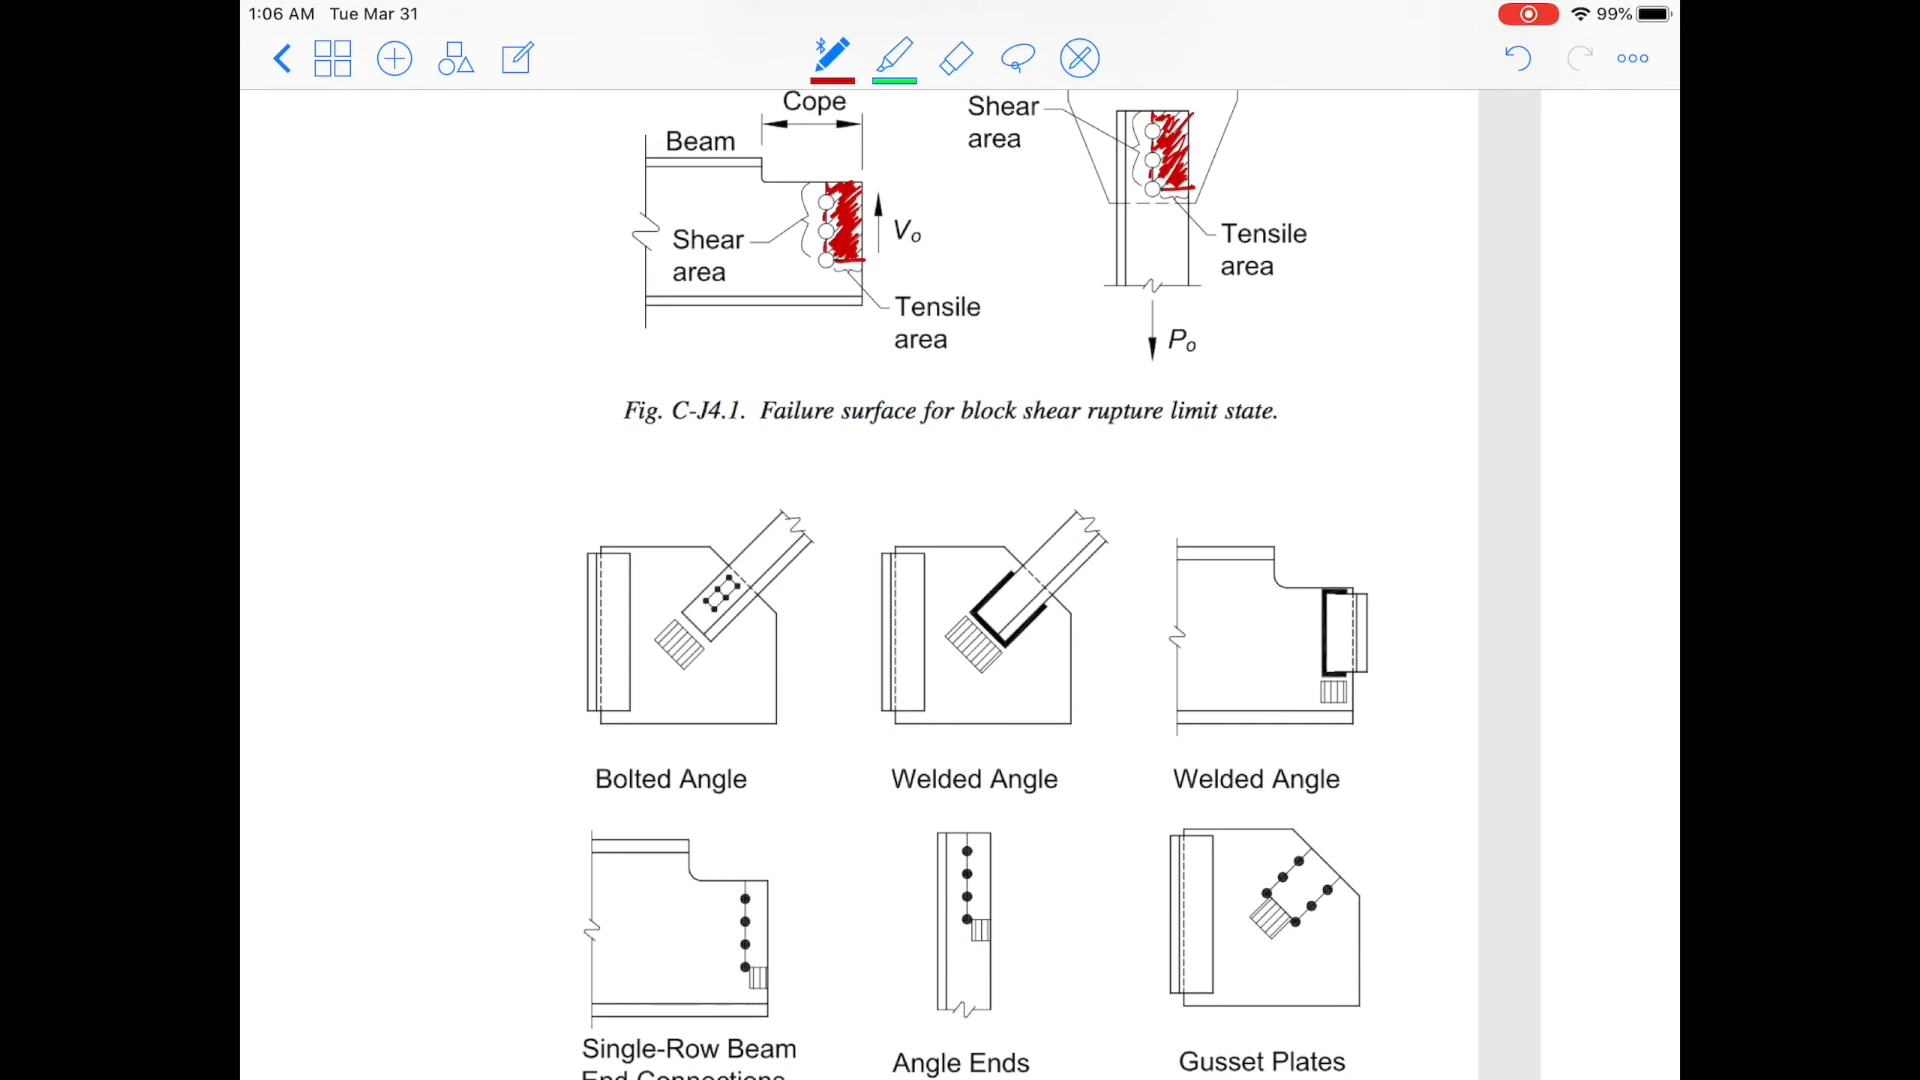 1:06 AM Tue Mar 31
99%
Cope
Beam
Shear
area
Shear
area
Vo
Tensile
area
Tensile
area
Po
Fig. C-J4.1. Failure surface for block shear rupture limit state.
Bolted Angle
Welded Angle
Welded Angle
Single-Row Beam
End Connections
Angle Ends
Gusset Plates